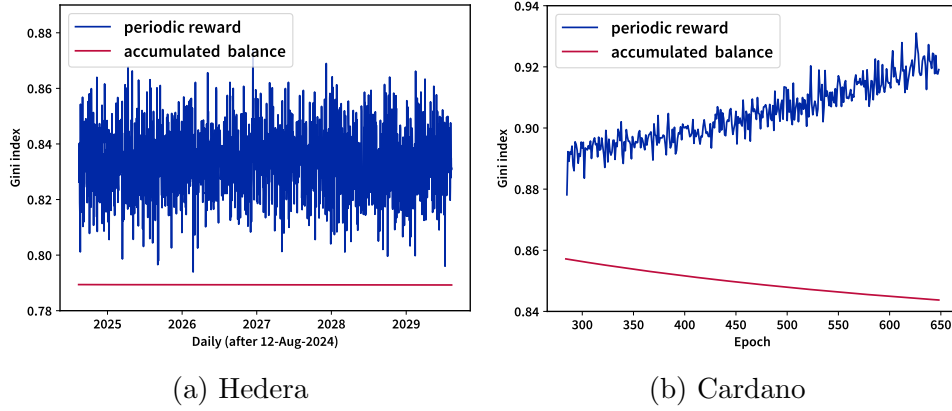 periodic reward
accumulated balance
Gini index
0.88
0.86
0.84
0.82
0.80
0.78
2025 2026 2027 2028 2029
Daily (after 12-Aug-2024)
(a) Hedera
periodic reward
accumulated balance
Gini index
0.94
0.92
0.90
0.88
0.86
0.84
300 350 400 450 500 550 600 650
Epoch
(b) Cardano